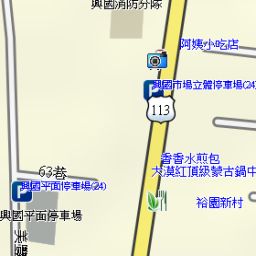 興國消防分隊
阿姨小吃店
興國市場立體停車場(24)
113
香香水煎包
大漠紅頂級蒙古鍋中
63巷
興國平面停車場(24)
興國平面停車場
裕園新村